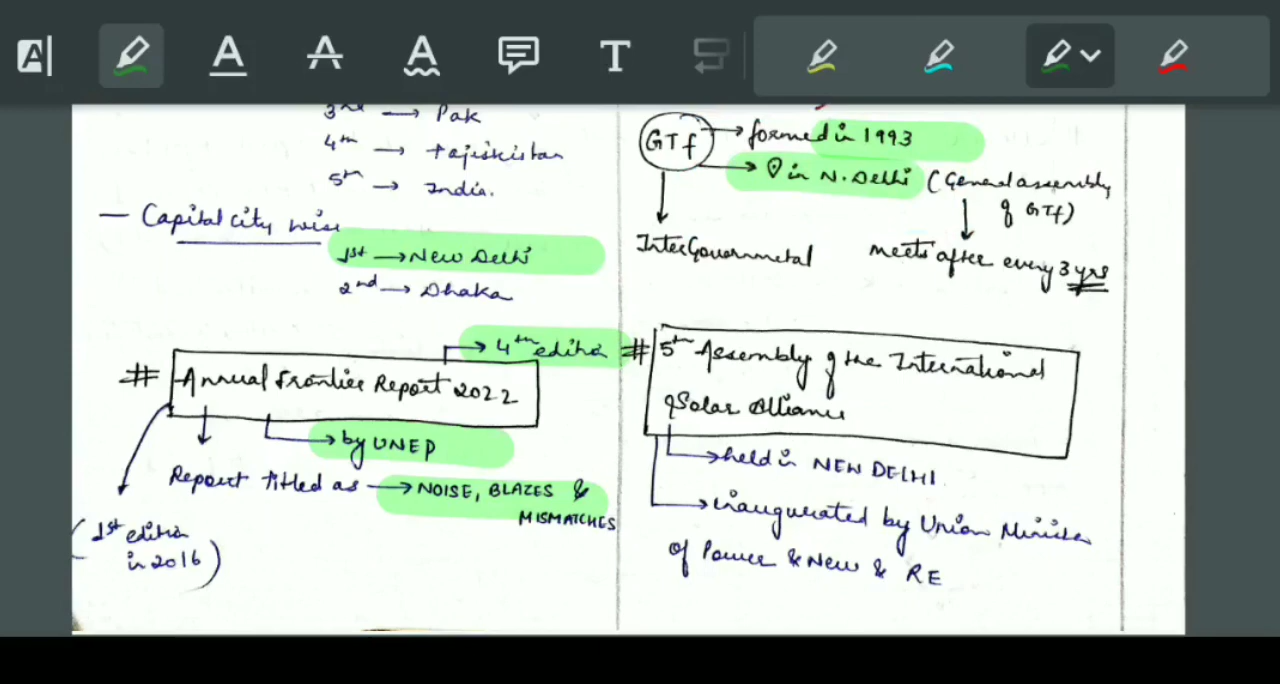 3rd → Pak
4th → Tajikistan
5th → India.
— Capital city wise
1st → New Delhi
2nd → Dhaka
→ 4th edition
# Annual Frontier Report 2022
→ by UNEP
Report titled as → NOISE, BLAZES &
MISMATCHES
(1st edition
in 2016)
GTf → formed in 1993
→ in N. Delhi (General assembly
of GTf)
InterGovernmetal
meets after every 3 yrs
# 5th Assembly of the International
Solar Alliance
→ held in NEW DELHI.
→ inaugurated by Union Minister
of Power & New & RE